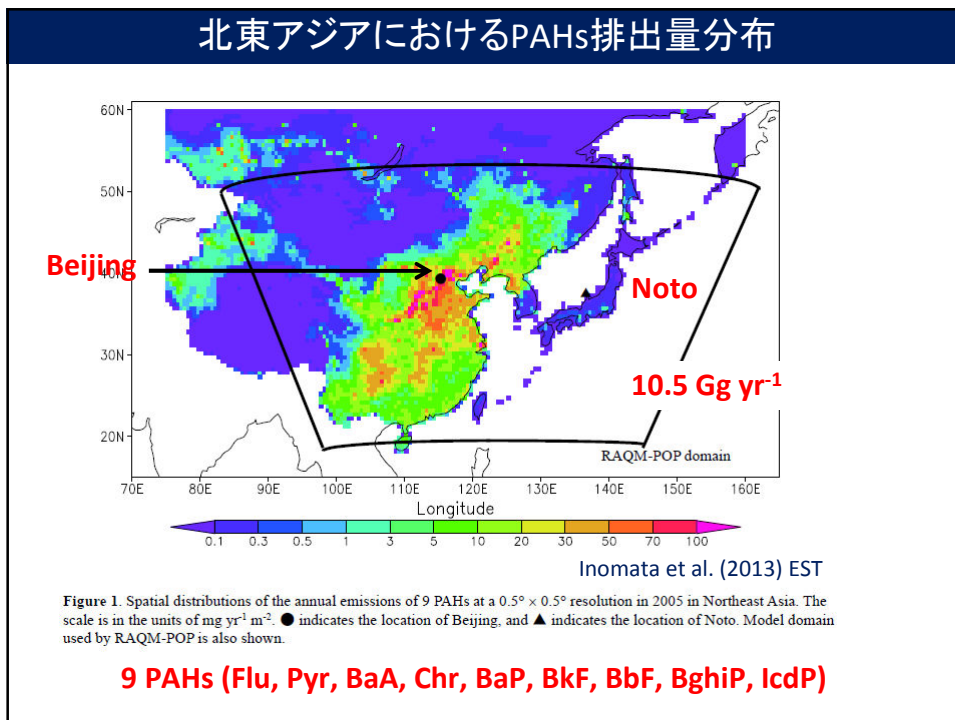 北東アジアにおけるPAHs排出量分布
60N
50N
Beijing
40N
Noto
30N
10.5 Gg yr-1
20N
RAQM-POP domain
70E 80E 90E 100E 110E 120E 130E 140E 150E 160E
Longitude
0.1 0.3 0.5 1 3 5 10 20 30 50 70 100
Inomata et al. (2013) EST
Figure 1. Spatial distributions of the annual emissions of 9 PAHs at a 0.5° × 0.5° resolution in 2005 in Northeast Asia. The
scale is in the units of mg yr-1 m-2. ● indicates the location of Beijing, and ▲ indicates the location of Noto. Model domain
used by RAQM-POP is also shown.
9 PAHs (Flu, Pyr, BaA, Chr, BaP, BkF, BbF, BghiP, IcdP)